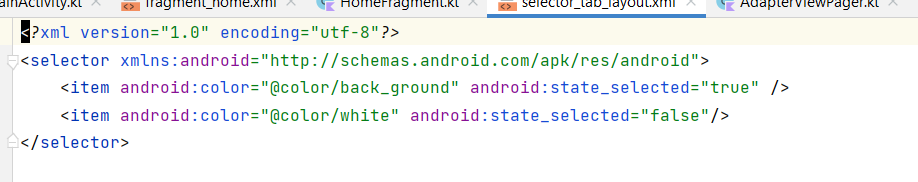 ainActivity.kt fragment_home.xml HomeFragment.kt selector_tab_layout.xml AdapterViewPager.kt
<?xml version="1.0" encoding="utf-8"?>
<selector xmlns:android="http://schemas.android.com/apk/res/android">
<item android:color="@color/back_ground" android:state_selected="true" />
<item android:color="@color/white" android:state_selected="false"/>
</selector>